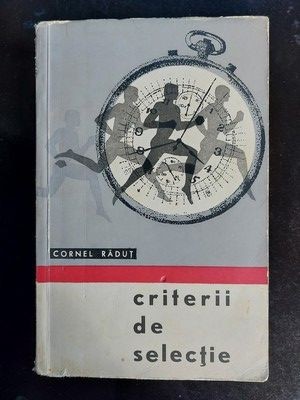 CORNEL RĂDUȚ
criterii
de
selecție